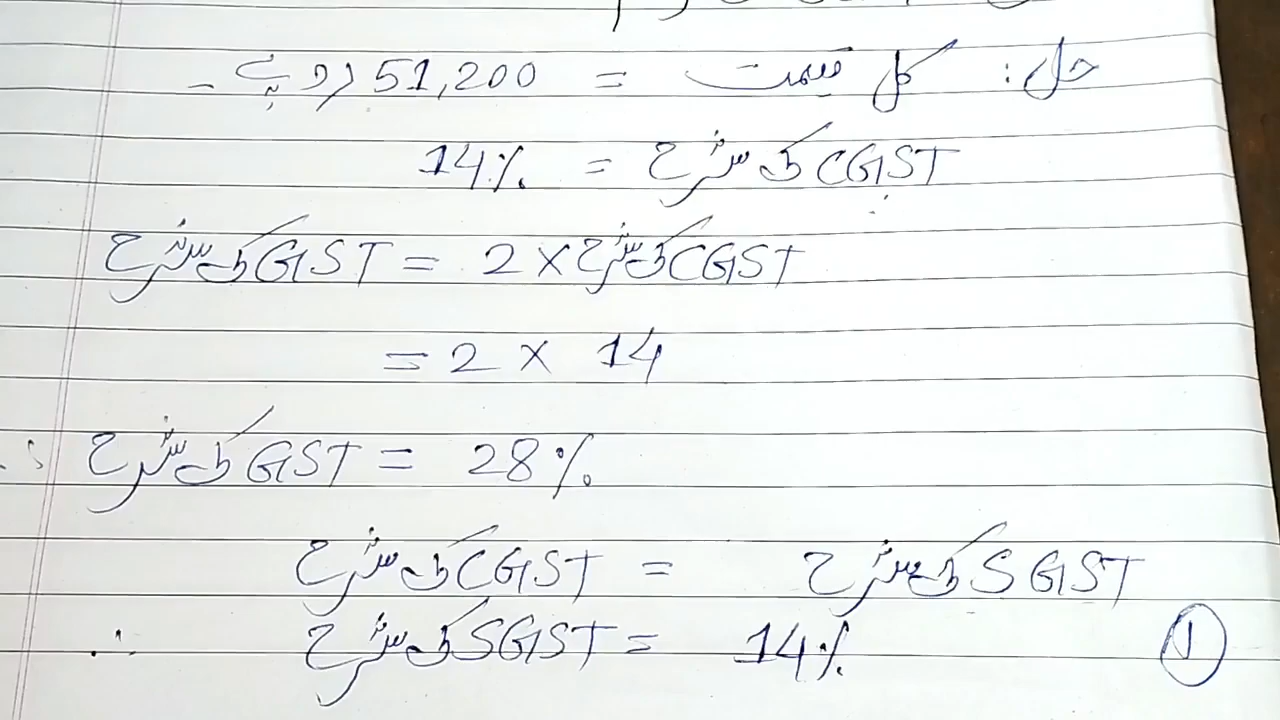 حل: کل قیمت = 51,200 روپے -
CGST کی شرح = 14%
GST کی شرح = 2 × CGST کی شرح
= 2 × 14
∴ GST کی شرح = 28%
CGST کی شرح = SGST کی شرح
∴ SGST کی شرح = 14% ①